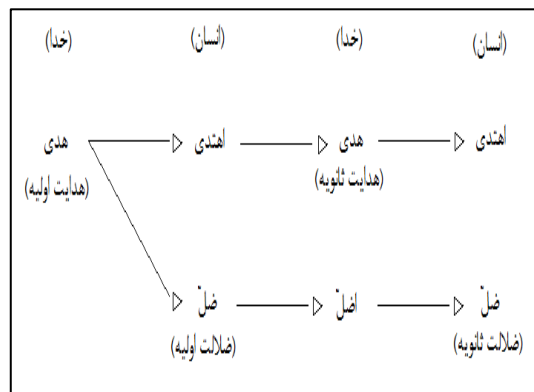 (خدا) (انسان) (خدا) (انسان)
هدی اهتدی هدی اهتدی
(هدایت اولیه) (هدایت ثانویه)
ضلّ اضلّ ضلّ
(ضلالت اولیه) (ضلالت ثانویه)